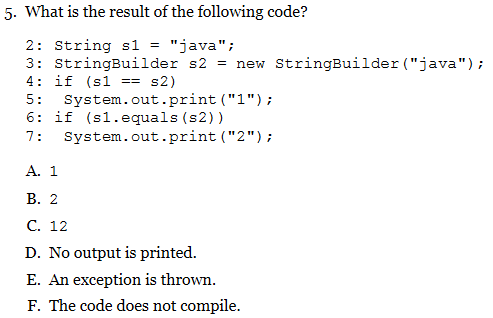 5. What is the result of the following code?
2: String s1 = "java";
3: StringBuilder s2 = new StringBuilder("java");
4: if (s1 == s2)
5:   System.out.print("1");
6: if (s1.equals(s2))
7:   System.out.print("2");
A. 1
B. 2
C. 12
D. No output is printed.
E. An exception is thrown.
F. The code does not compile.